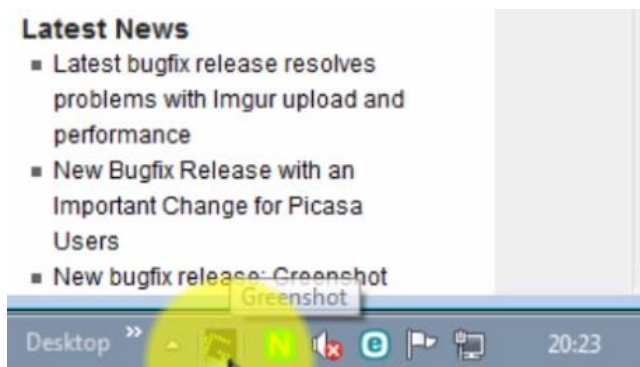 Latest News
Latest bugfix release resolves
problems with Imgur upload and
performance
New Bugfix Release with an
Important Change for Picasa
Users
New bugfix release: Greenshot
Greenshot
Desktop » N e 20:23